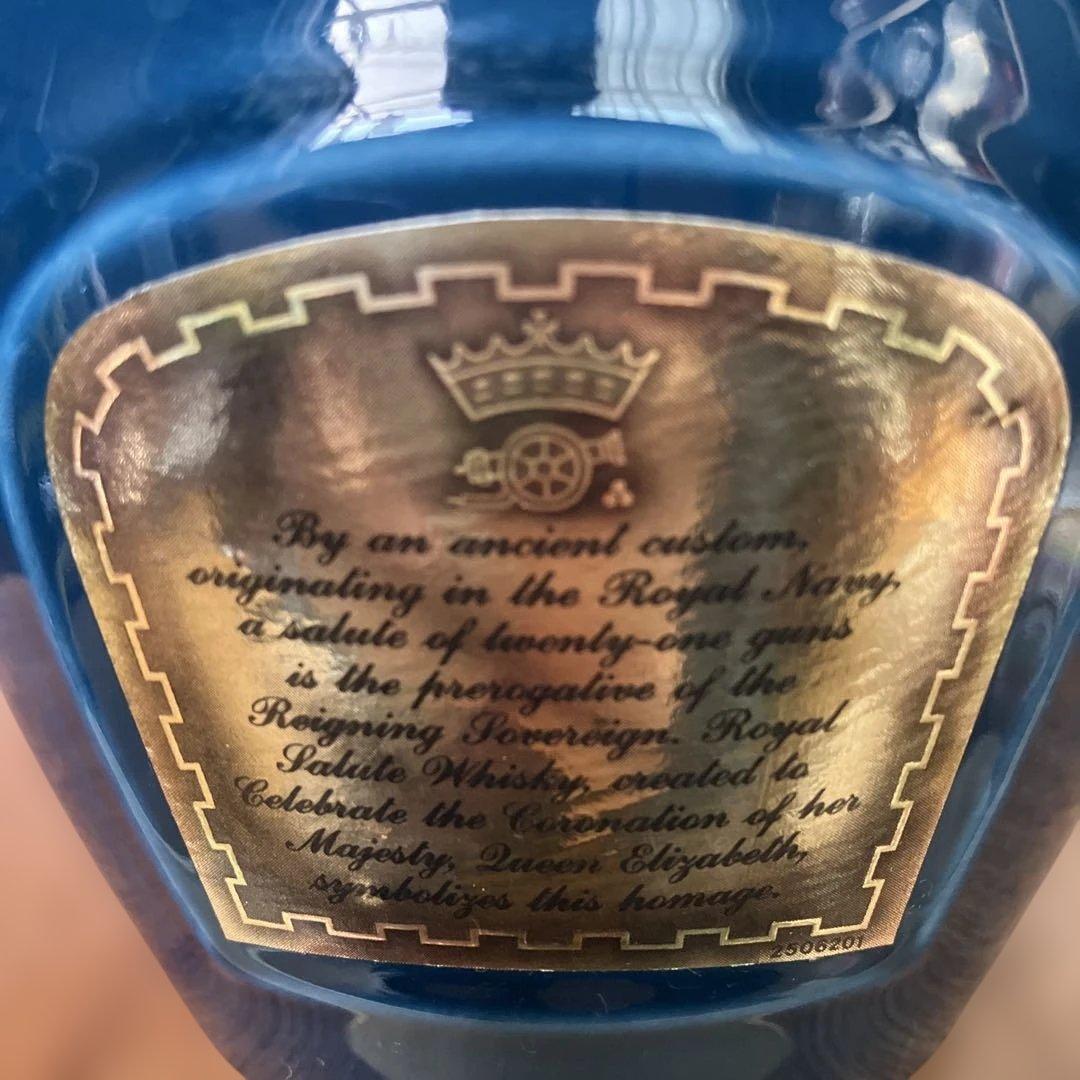 By an ancient custom,
originating in the Royal Navy,
a salute of twenty-one guns
is the prerogative of the
Reigning Sovereign. Royal
Salute Whisky, created to
Celebrate the Coronation of her
Majesty, Queen Elizabeth,
symbolizes this homage.
2506201